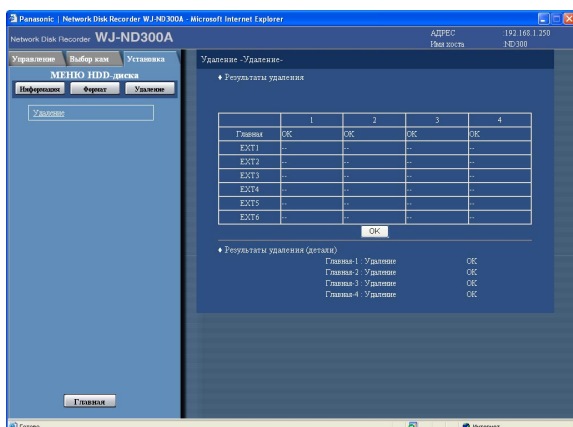 Panasonic | Network Disk Recorder WJ-ND300A - Microsoft Internet Explorer
Network Disk Recorder WJ-ND300A
АДРЕС :192.168.1.250
Имя хоста :ND300
Управление Выбор кам Установка
МЕНЮ HDD-диска
Информация Формат Удаление
Удаление
Удаление -Удаление-
♦ Результаты удаления
1 2 3 4
Главная OK OK OK OK
EXT1 -- -- -- --
EXT2 -- -- -- --
EXT3 -- -- -- --
EXT4 -- -- -- --
EXT5 -- -- -- --
EXT6 -- -- -- --
OK
♦ Результаты удаления (детали)
Главная-1 : Удаление OK
Главная-2 : Удаление OK
Главная-3 : Удаление OK
Главная-4 : Удаление OK
Главная
Готово Интернет